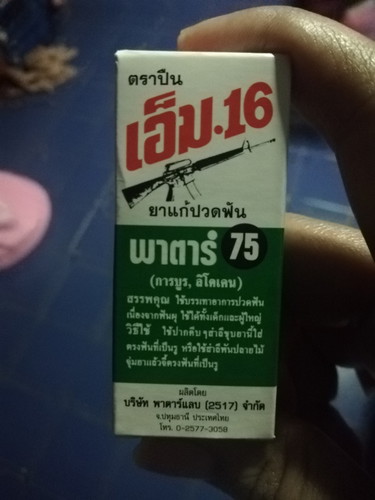 ตราปืน
เอ็ม.16
ยาแก้ปวดฟัน
พาตาร์ 75
(การบูร, ลิโดเคน)
สรรพคุณ ใช้บรรเทาอาการปวดฟัน
เนื่องจากฟันผุ ใช้ได้ทั้งเด็กและผู้ใหญ่
วิธีใช้ ใช้ปากคีบๆสำลีชุบยานี้ใส่
ตรงฟันที่เป็นรู หรือใช้สำลีพันปลายไม้
จุ่มยาแล้วจี้ตรงฟันที่เป็นรู
ผลิตโดย
บริษัท พาตาร์แลบ (2517) จำกัด
จ.ปทุมธานี ประเทศไทย
โทร. 0-2577-3058